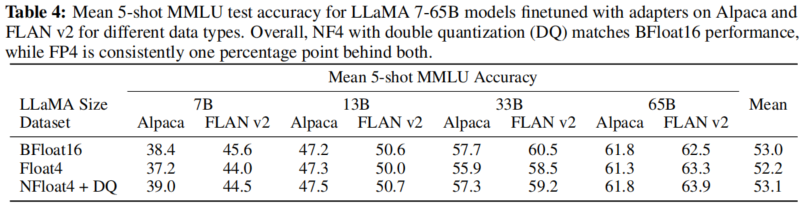 Table 4: Mean 5-shot MMLU test accuracy for LLaMA 7-65B models finetuned with adapters on Alpaca and
FLAN v2 for different data types. Overall, NF4 with double quantization (DQ) matches BFloat16 performance,
while FP4 is consistently one percentage point behind both.
Mean 5-shot MMLU Accuracy
LLaMA Size 7B 13B 33B 65B Mean
Dataset Alpaca FLAN v2 Alpaca FLAN v2 Alpaca FLAN v2 Alpaca FLAN v2
BFloat16 38.4 45.6 47.2 50.6 57.7 60.5 61.8 62.5 53.0
Float4 37.2 44.0 47.3 50.0 55.9 58.5 61.3 63.3 52.2
NFloat4 + DQ 39.0 44.5 47.5 50.7 57.3 59.2 61.8 63.9 53.1